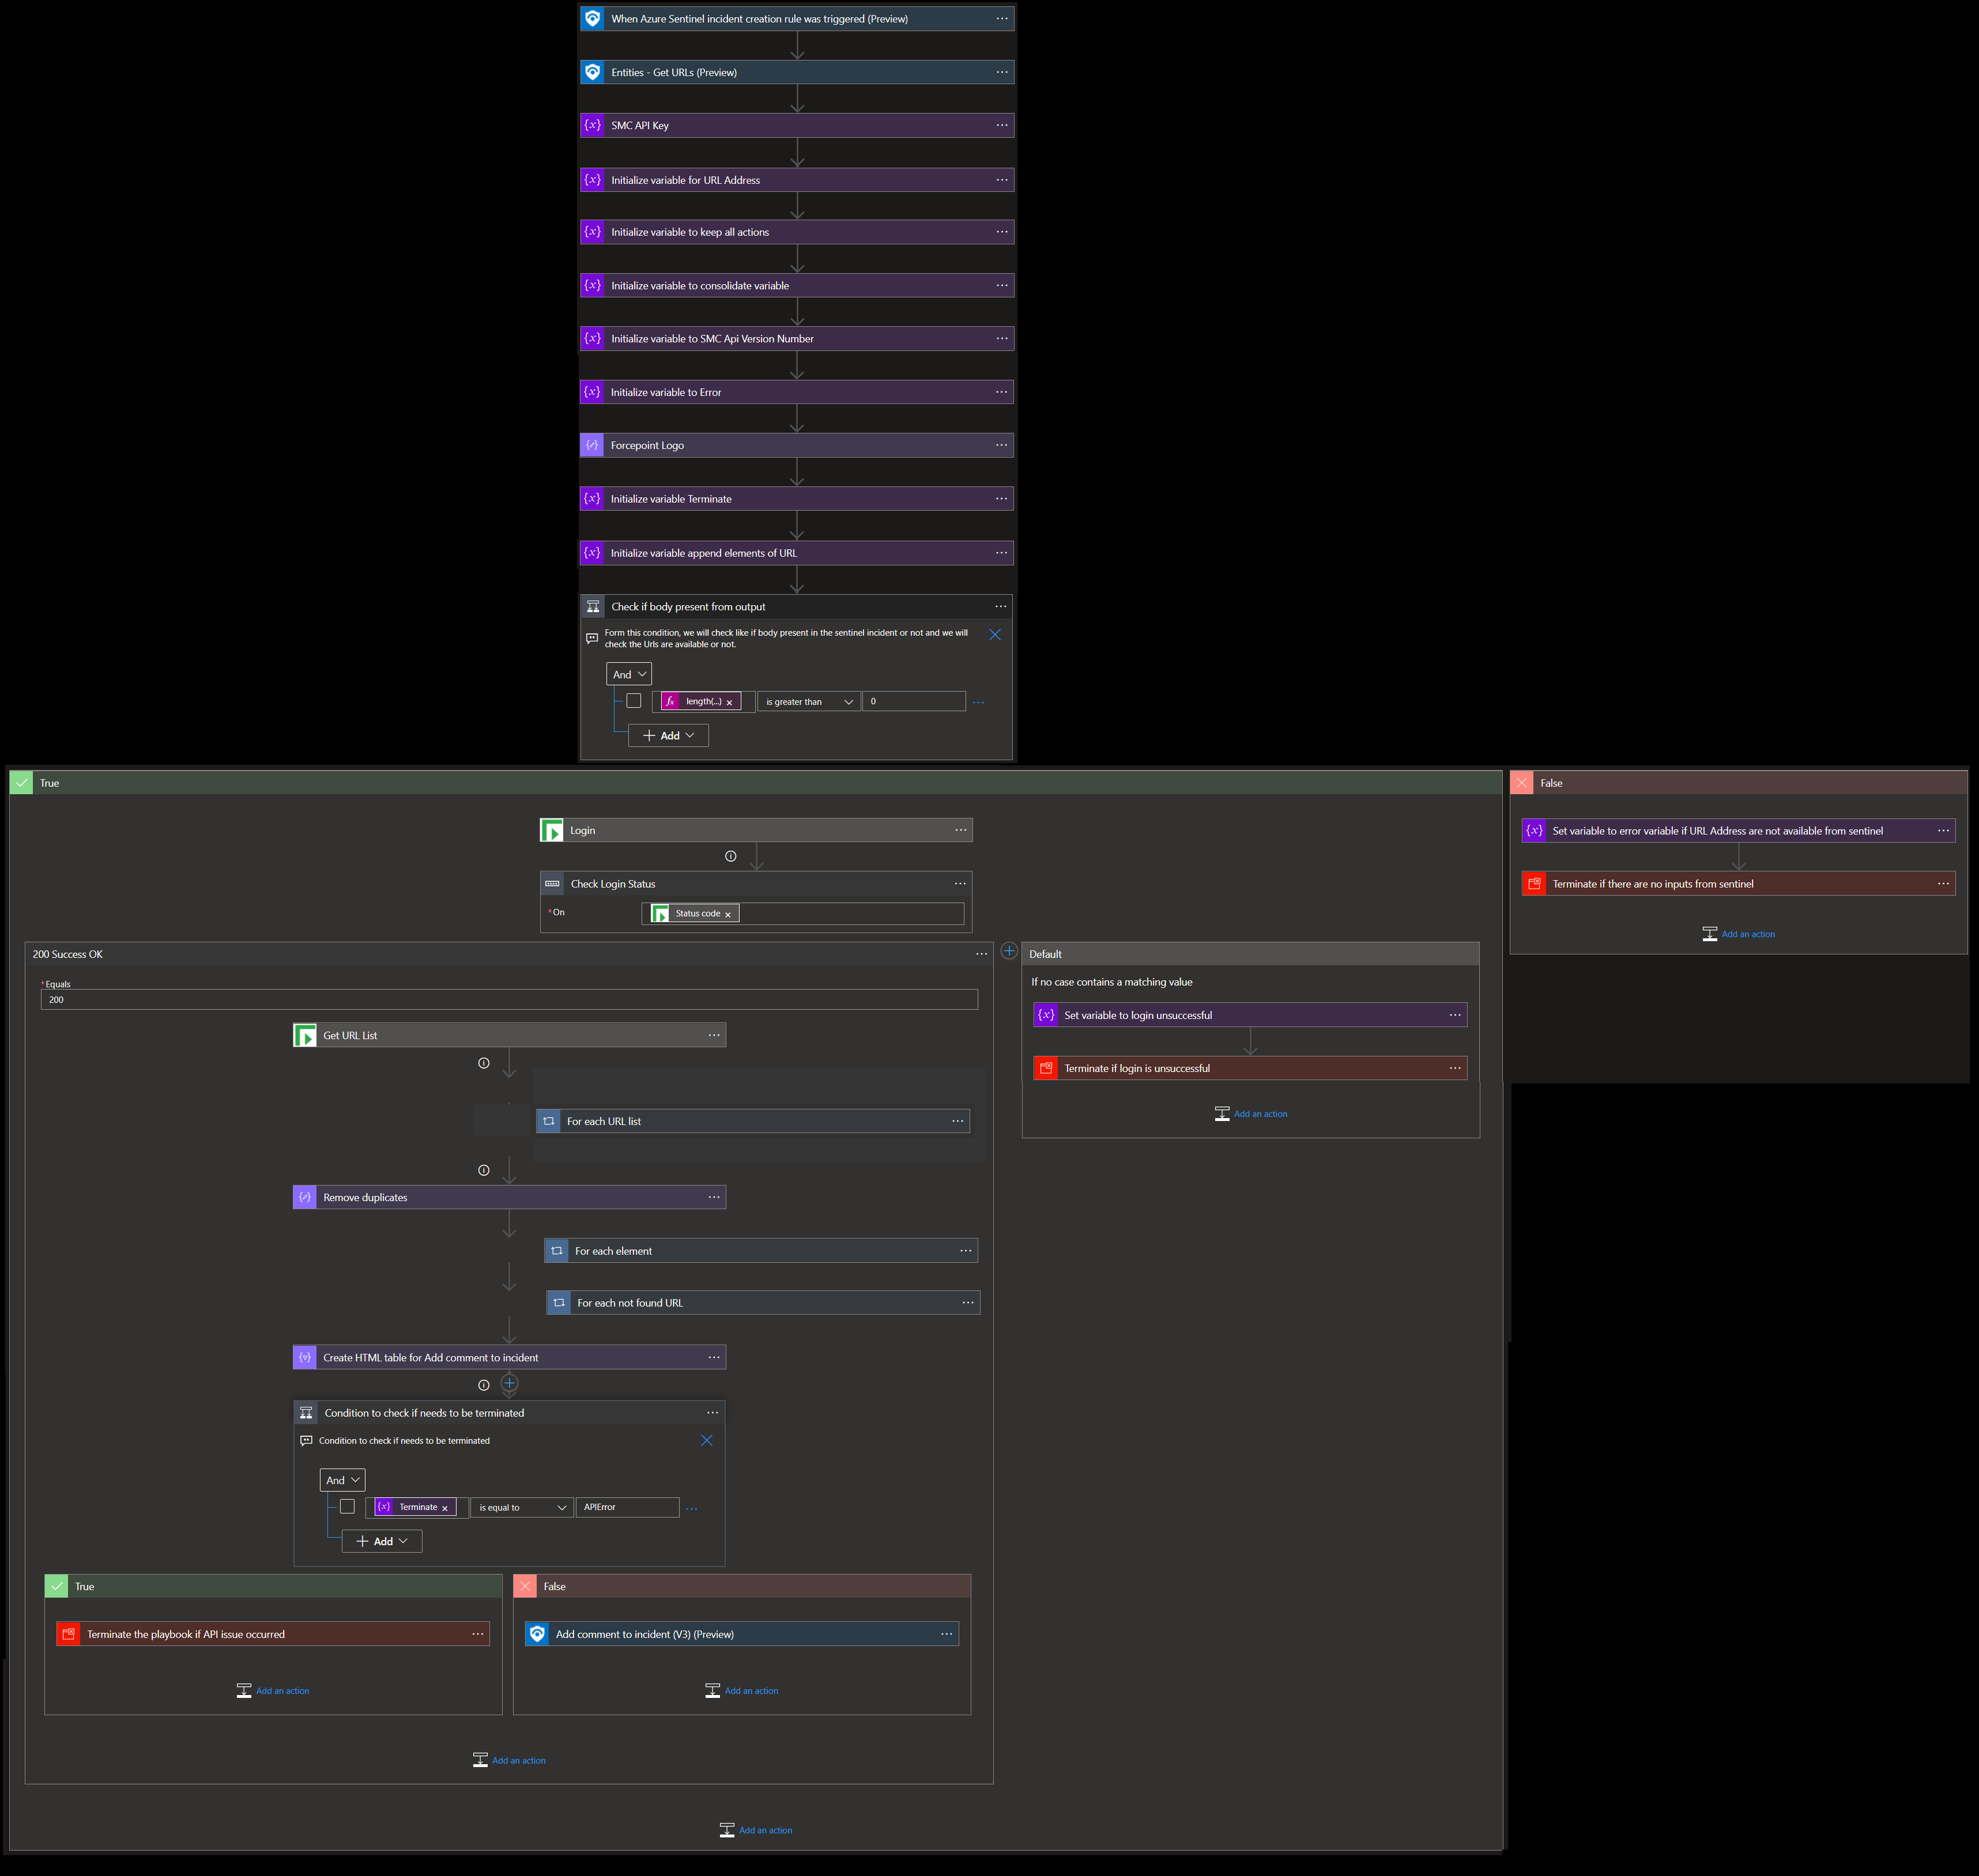 When Azure Sentinel incident creation rule was triggered (Preview)
Entities - Get URLs (Preview)
SMC API Key
Initialize variable for URL Address
Initialize variable to keep all actions
Initialize variable to consolidate variable
Initialize variable to SMC Api Version Number
Initialize variable to Error
Forcepoint Logo
Initialize variable Terminate
Initialize variable append elements of URL
Check if body present from output
Form this condition, we will check like if body present in the sentinel incident or not and we will
check the Urls are available or not.
And
length(...) is greater than 0
Add
True
False
Login
Set variable to error variable if URL Address are not available from sentinel
Check Login Status
Terminate if there are no inputs from sentinel
*On Status code
Add an action
200 Success OK
Default
If no case contains a matching value
*Equals
200
Set variable to login unsuccessful
Get URL List
Terminate if login is unsuccessful
Add an action
For each URL list
Remove duplicates
For each element
For each not found URL
Create HTML table for Add comment to incident
Condition to check if needs to be terminated
Condition to check if needs to be terminated
And
Terminate is equal to APIError
Add
True
False
Terminate the playbook if API issue occurred
Add comment to incident (V3) (Preview)
Add an action
Add an action
Add an action
Add an action